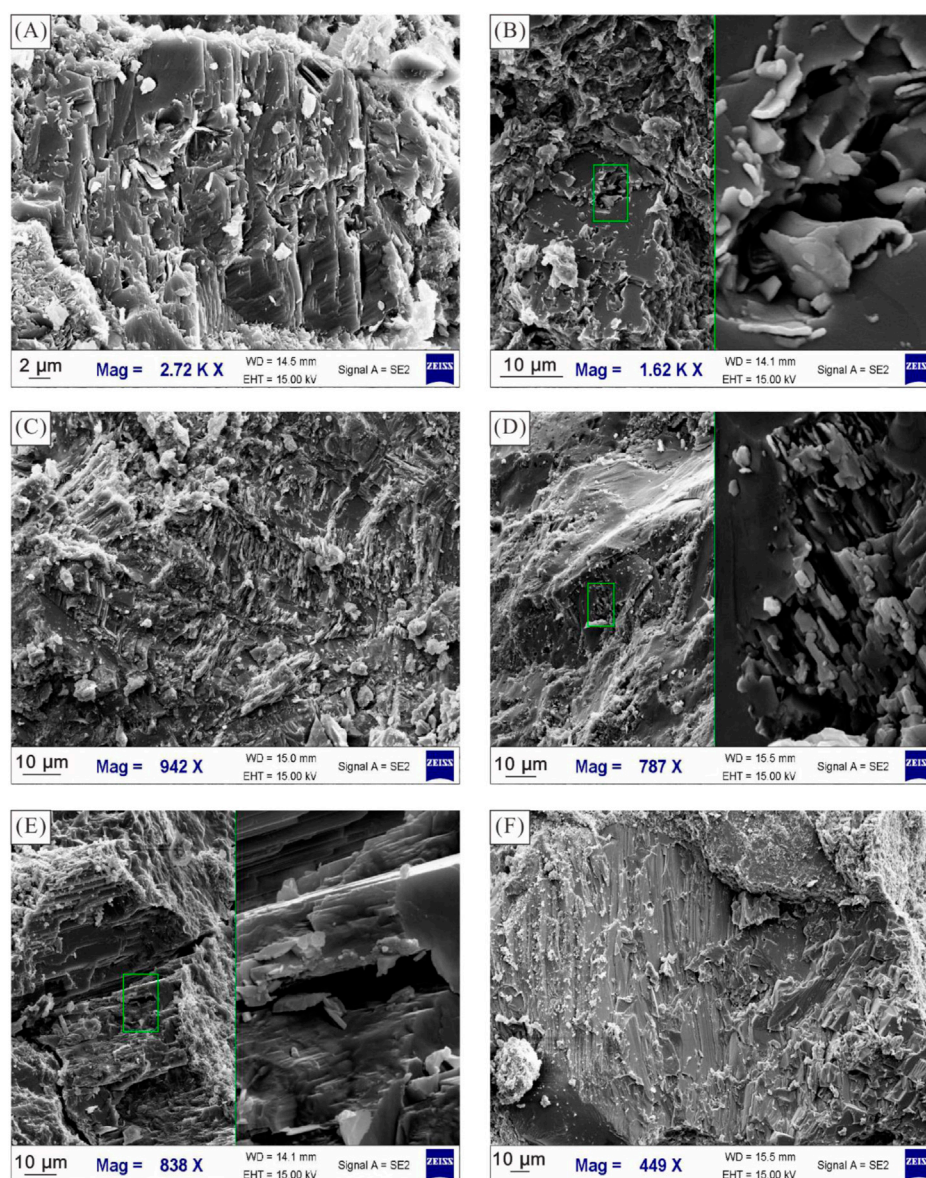 (A)
2 µm Mag = 2.72 K X WD = 14.5 mm EHT = 15.00 kV Signal A = SE2 ZEISS
(B)
10 µm Mag = 1.62 K X WD = 14.1 mm EHT = 15.00 kV Signal A = SE2 ZEISS
(C)
10 µm Mag = 942 X WD = 15.0 mm EHT = 15.00 kV Signal A = SE2 ZEISS
(D)
10 µm Mag = 787 X WD = 15.5 mm EHT = 15.00 kV Signal A = SE2 ZEISS
(E)
10 µm Mag = 838 X WD = 14.1 mm EHT = 15.00 kV Signal A = SE2 ZEISS
(F)
10 µm Mag = 449 X WD = 15.5 mm EHT = 15.00 kV Signal A = SE2 ZEISS